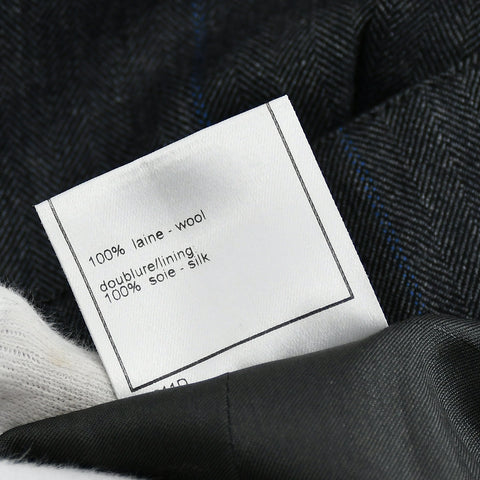 100% laine - wool
doublure/lining:
100% soie - silk